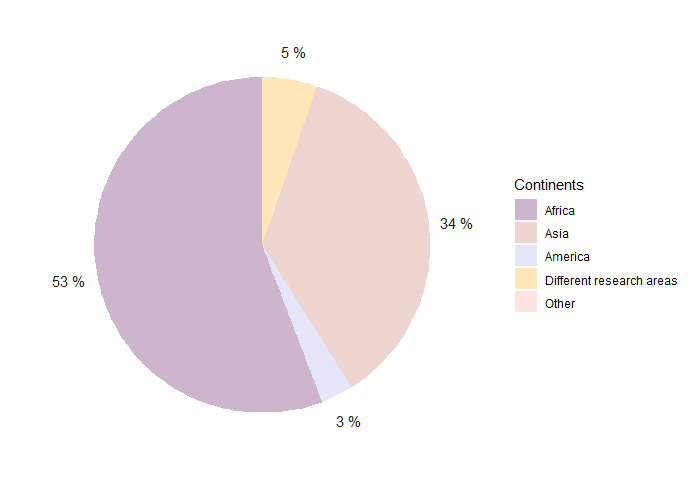 5 %
34 %
53 %
3 %
Continents
Africa
Asia
America
Different research areas
Other